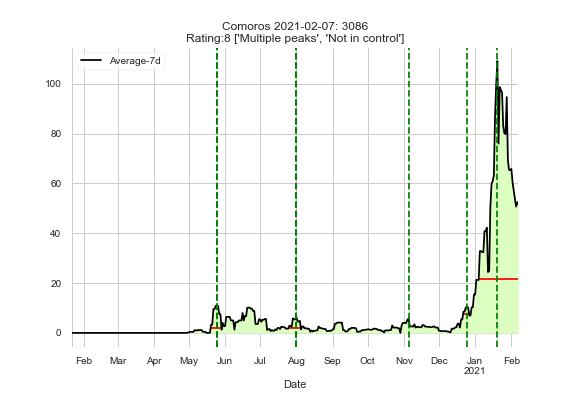 Comoros 2021-02-07: 3086
Rating:8 ['Multiple peaks', 'Not in control']
Average-7d
100
80
60
40
20
0
Feb Mar Apr May Jun Jul Aug Sep Oct Nov Dec Jan Feb
2021
Date